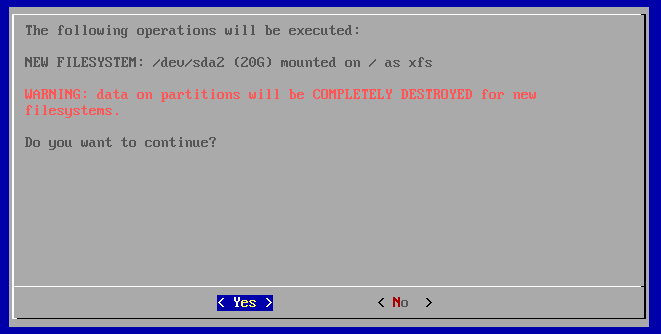 The following operations will be executed:
NEW FILESYSTEM: /dev/sda2 (20G) mounted on / as xfs
WARNING: data on partitions will be COMPLETELY DESTROYED for new
filesystems.
Do you want to continue?
< Yes > < No >